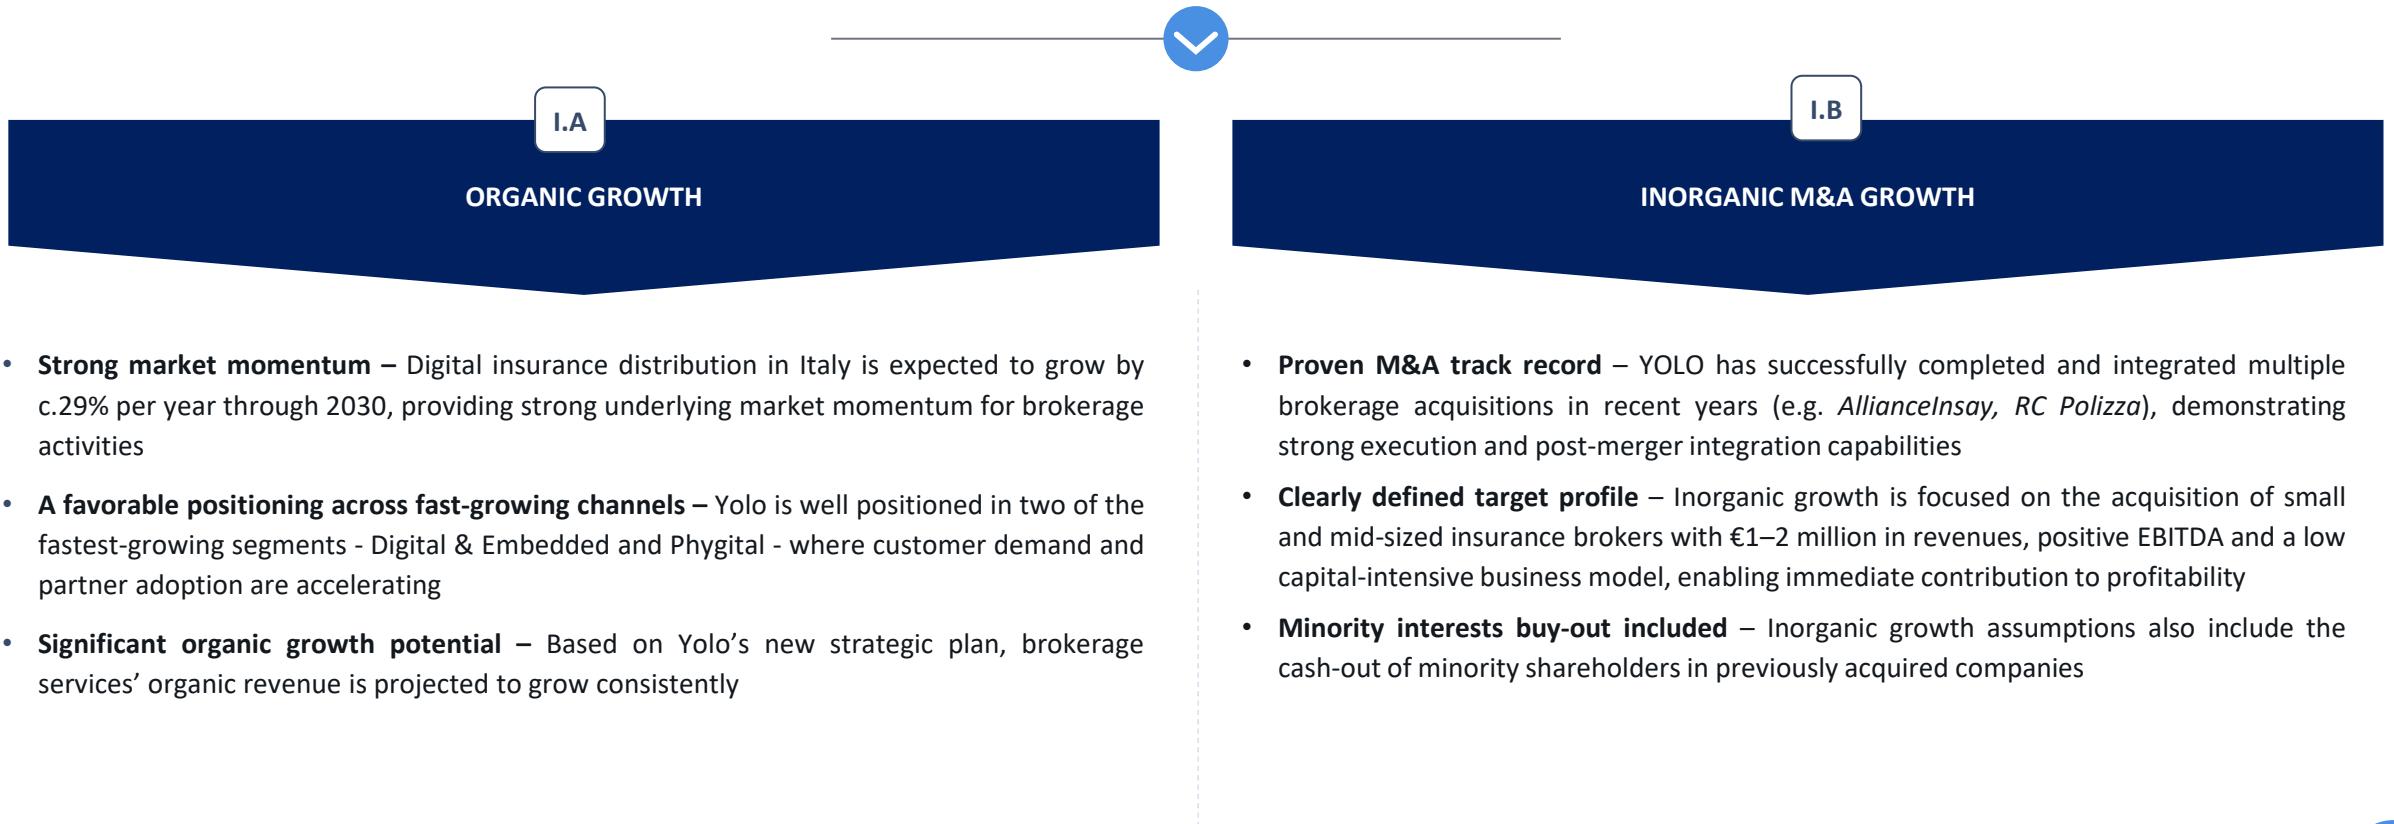 I.A
ORGANIC GROWTH
• Strong market momentum – Digital insurance distribution in Italy is expected to grow by
c.29% per year through 2030, providing strong underlying market momentum for brokerage
activities
• A favorable positioning across fast-growing channels – Yolo is well positioned in two of the
fastest-growing segments - Digital & Embedded and Phygital - where customer demand and
partner adoption are accelerating
• Significant organic growth potential – Based on Yolo’s new strategic plan, brokerage
services’ organic revenue is projected to grow consistently
I.B
INORGANIC M&A GROWTH
• Proven M&A track record – YOLO has successfully completed and integrated multiple
brokerage acquisitions in recent years (e.g. AllianceInsay, RC Polizza), demonstrating
strong execution and post-merger integration capabilities
• Clearly defined target profile – Inorganic growth is focused on the acquisition of small
and mid-sized insurance brokers with €1–2 million in revenues, positive EBITDA and a low
capital-intensive business model, enabling immediate contribution to profitability
• Minority interests buy-out included – Inorganic growth assumptions also include the
cash-out of minority shareholders in previously acquired companies